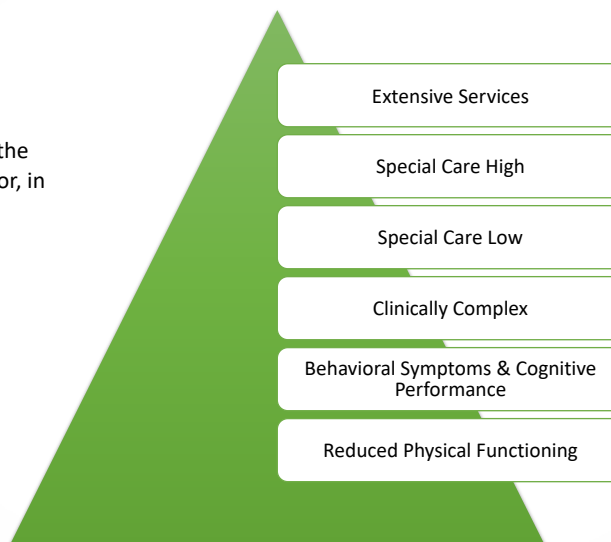 the
or, in
Extensive Services
Special Care High
Special Care Low
Clinically Complex
Behavioral Symptoms & Cognitive
Performance
Reduced Physical Functioning